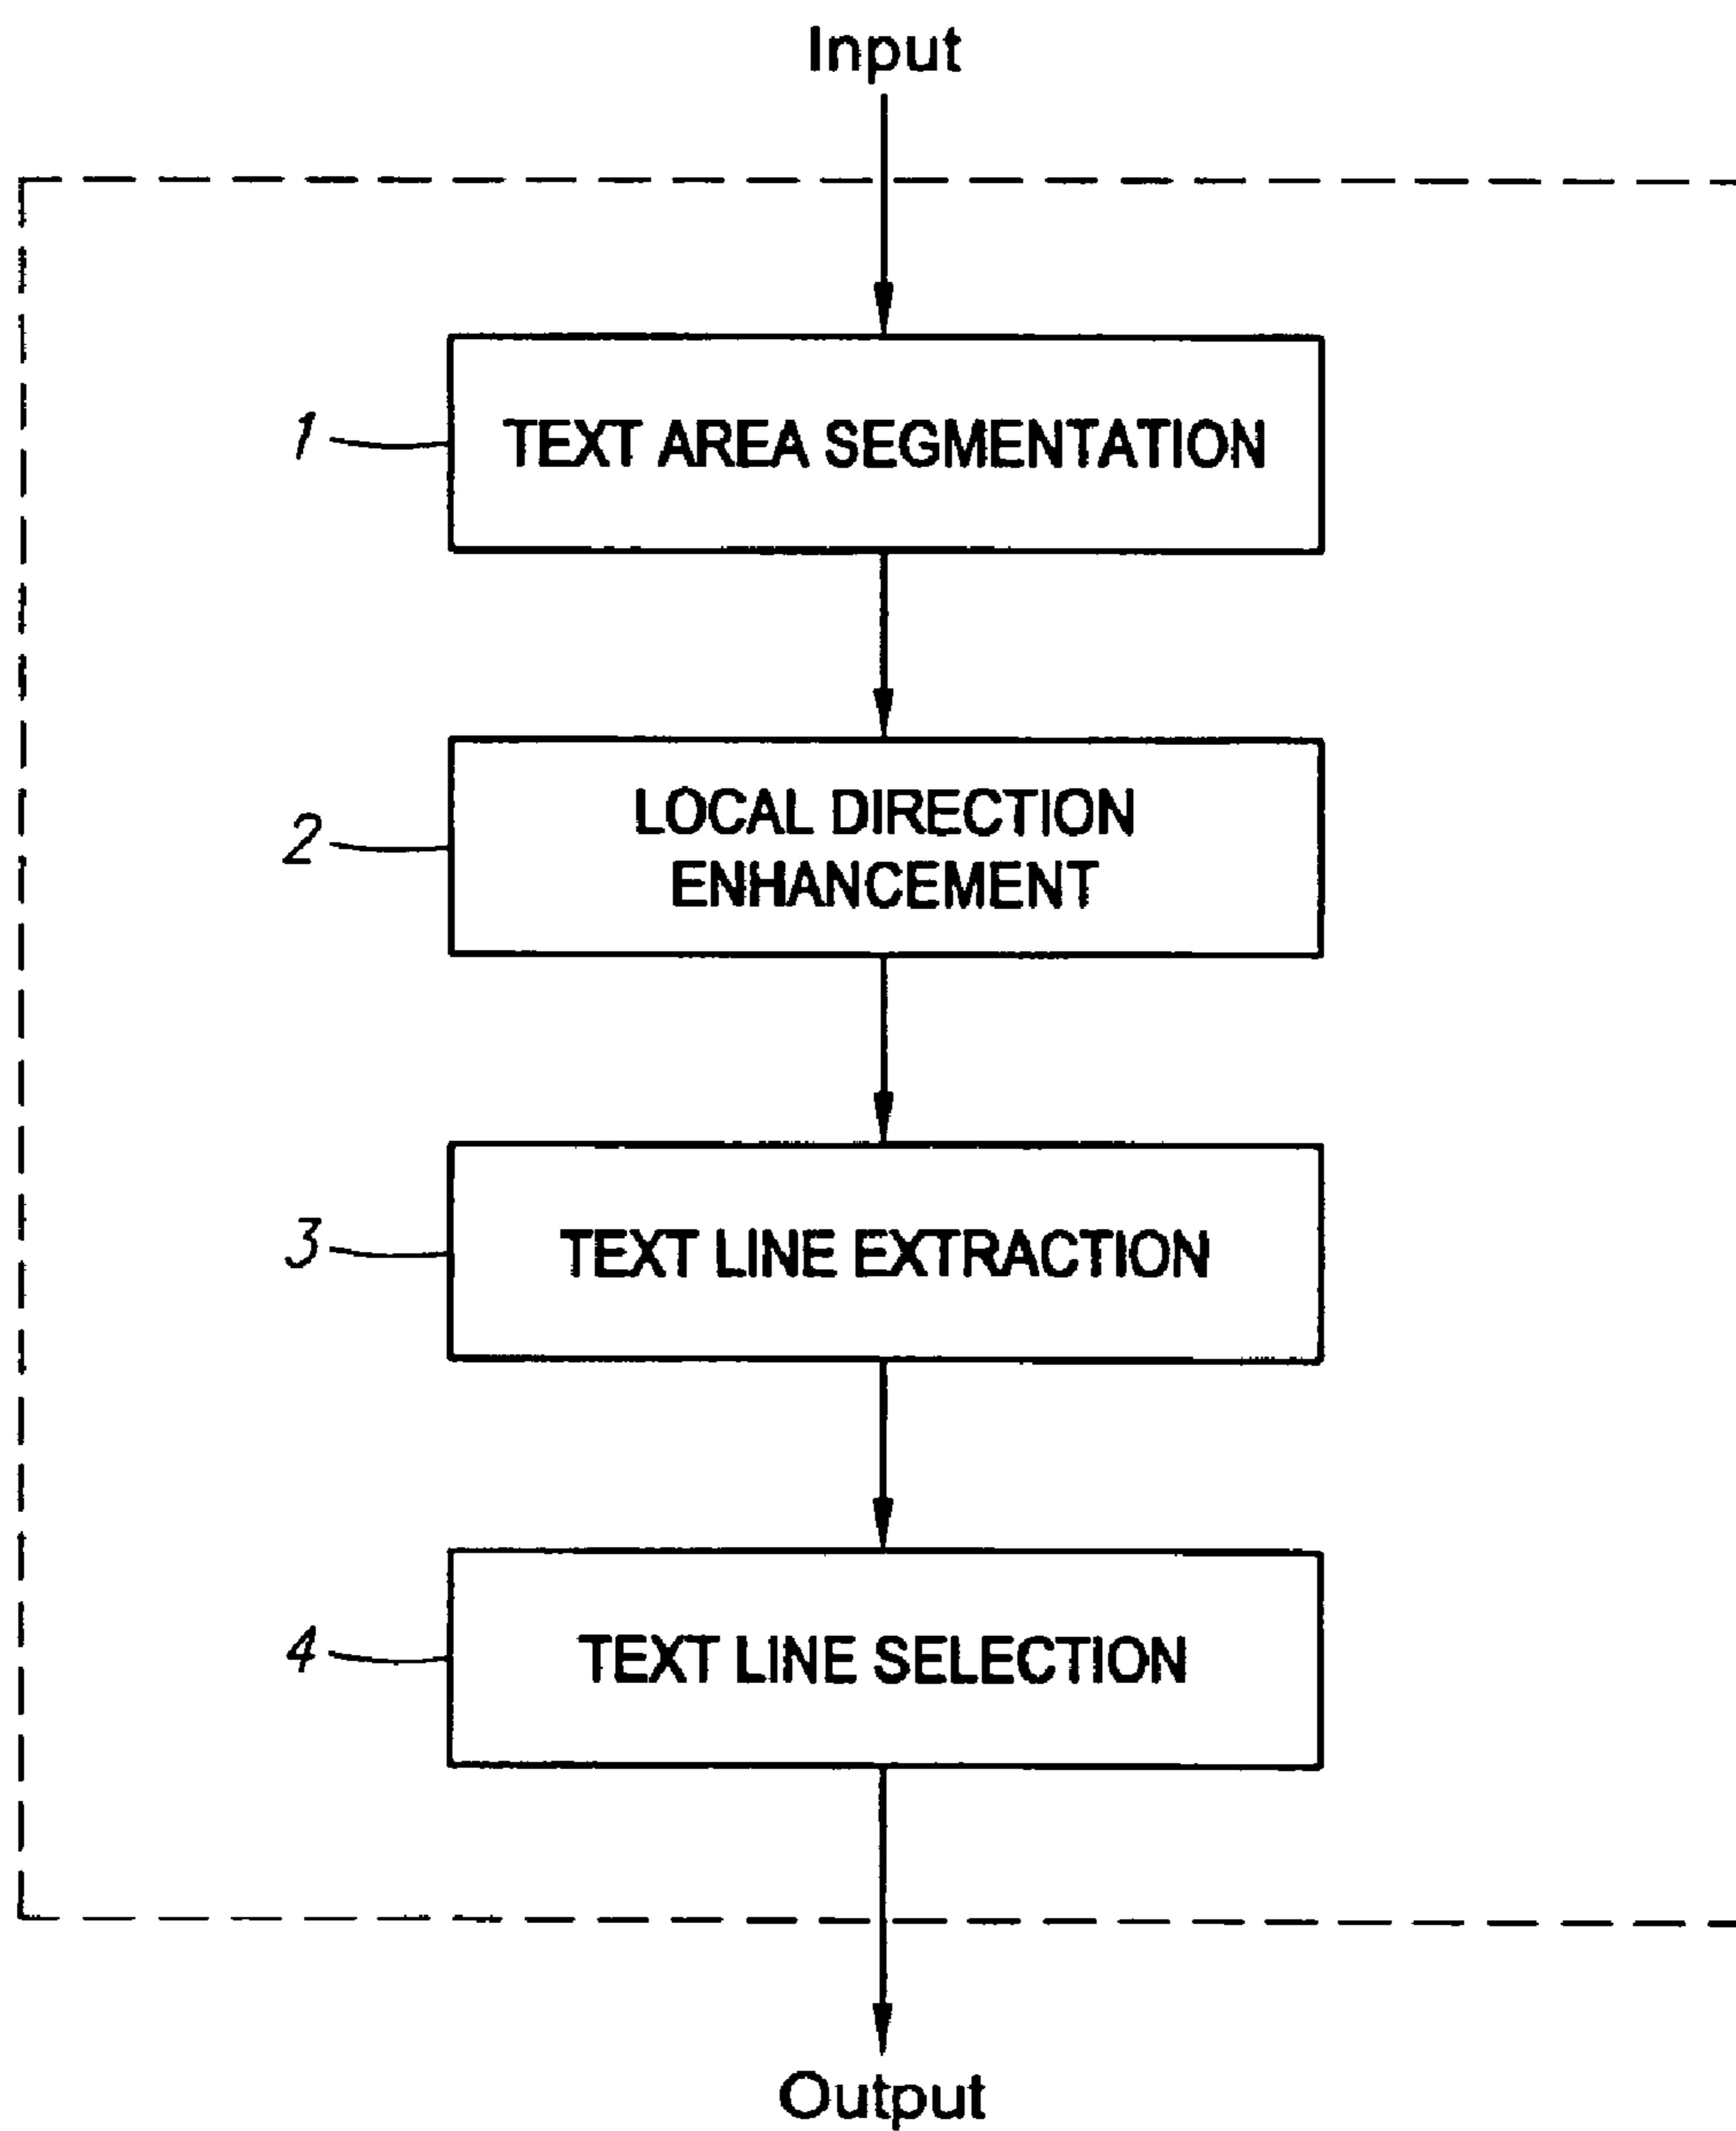 Input
1 TEXT AREA SEGMENTATION
2 LOCAL DIRECTION
ENHANCEMENT
3 TEXT LINE EXTRACTION
4 TEXT LINE SELECTION
Output